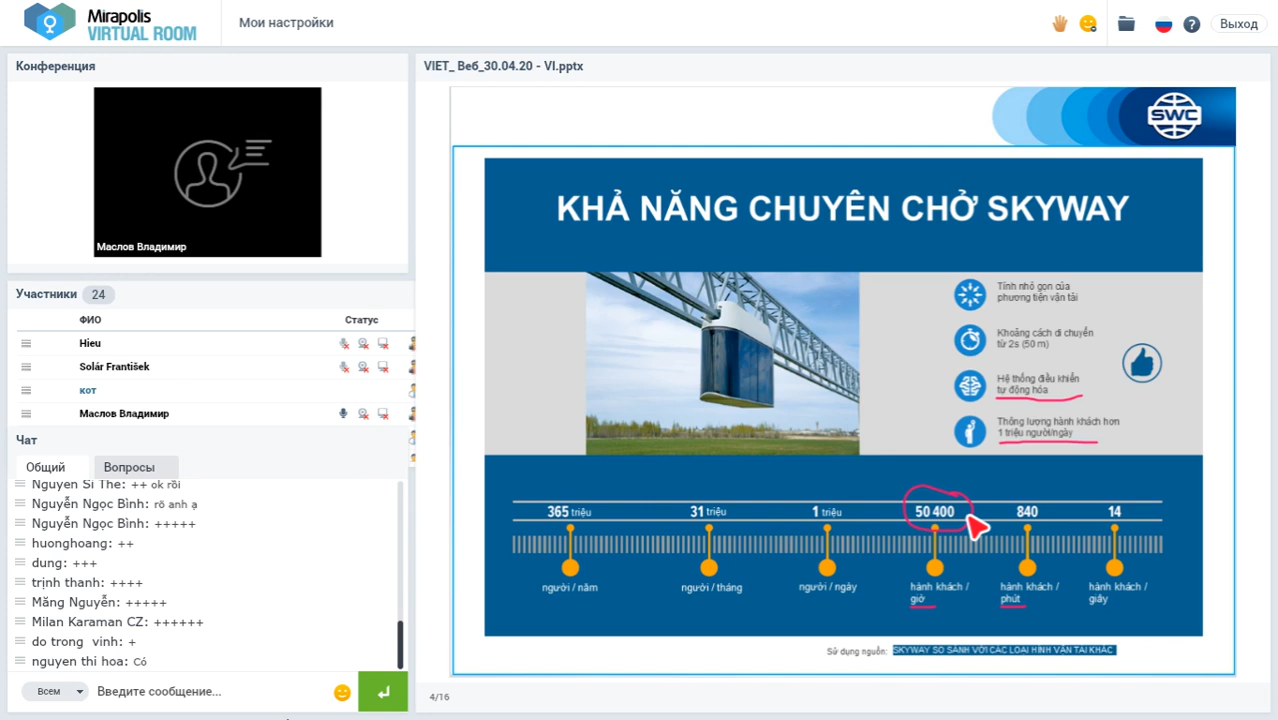 Mirapolis
VIRTUAL ROOM
Мои настройки
?
Выход
Конференция
VIET_ Веб_30.04.20 - VI.pptx
Маслов Владимир
Участники 24
ФИО Статус
Hieu
Solár František
кот
Маслов Владимир
Чат
Общий Вопросы
Nguyen Si The: ++ ok rồi
Nguyễn Ngọc Bình: rõ anh ạ
Nguyễn Ngọc Bình: +++++
huonghoang: ++
dung: +++
trịnh thanh: ++++
Măng Nguyễn: +++++
Milan Karaman CZ: ++++++
do trong vinh: +
nguyen thi hoa: Có
Всем Введите сообщение...
SWC
KHẢ NĂNG CHUYÊN CHỞ SKYWAY
Tính nhỏ gọn của
phương tiện vận tải
Khoảng cách di chuyển
từ 2s (50 m)
Hệ thống điều khiển
tự động hóa
Thông lượng hành khách hơn
1 triệu người/ngày
365 triệu 31 triệu 1 triệu 50 400 840 14
người / năm người / tháng người / ngày hành khách / hành khách / hành khách /
giờ phút giây
Sử dụng nguồn: SKYWAY SO SÁNH VỚI CÁC LOẠI HÌNH VẬN TẢI KHÁC
4/16